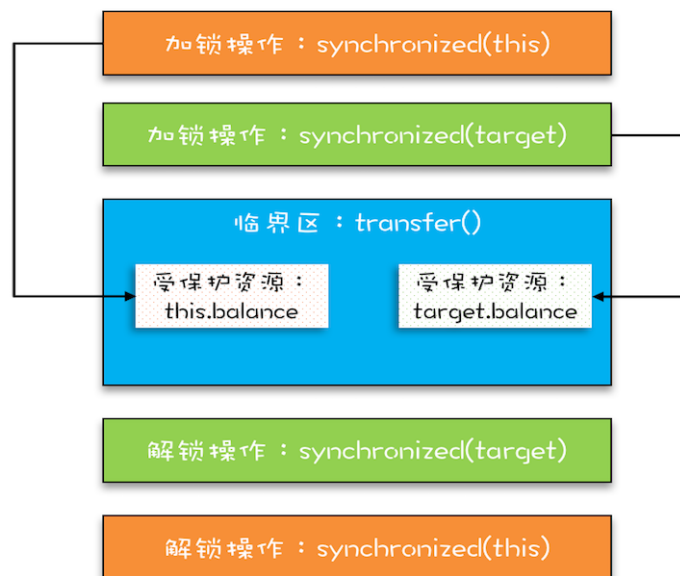 加锁操作：synchronized(this)
加锁操作：synchronized(target)
临界区：transfer()
受保护资源：
this.balance
受保护资源：
target.balance
解锁操作：synchronized(target)
解锁操作：synchronized(this)